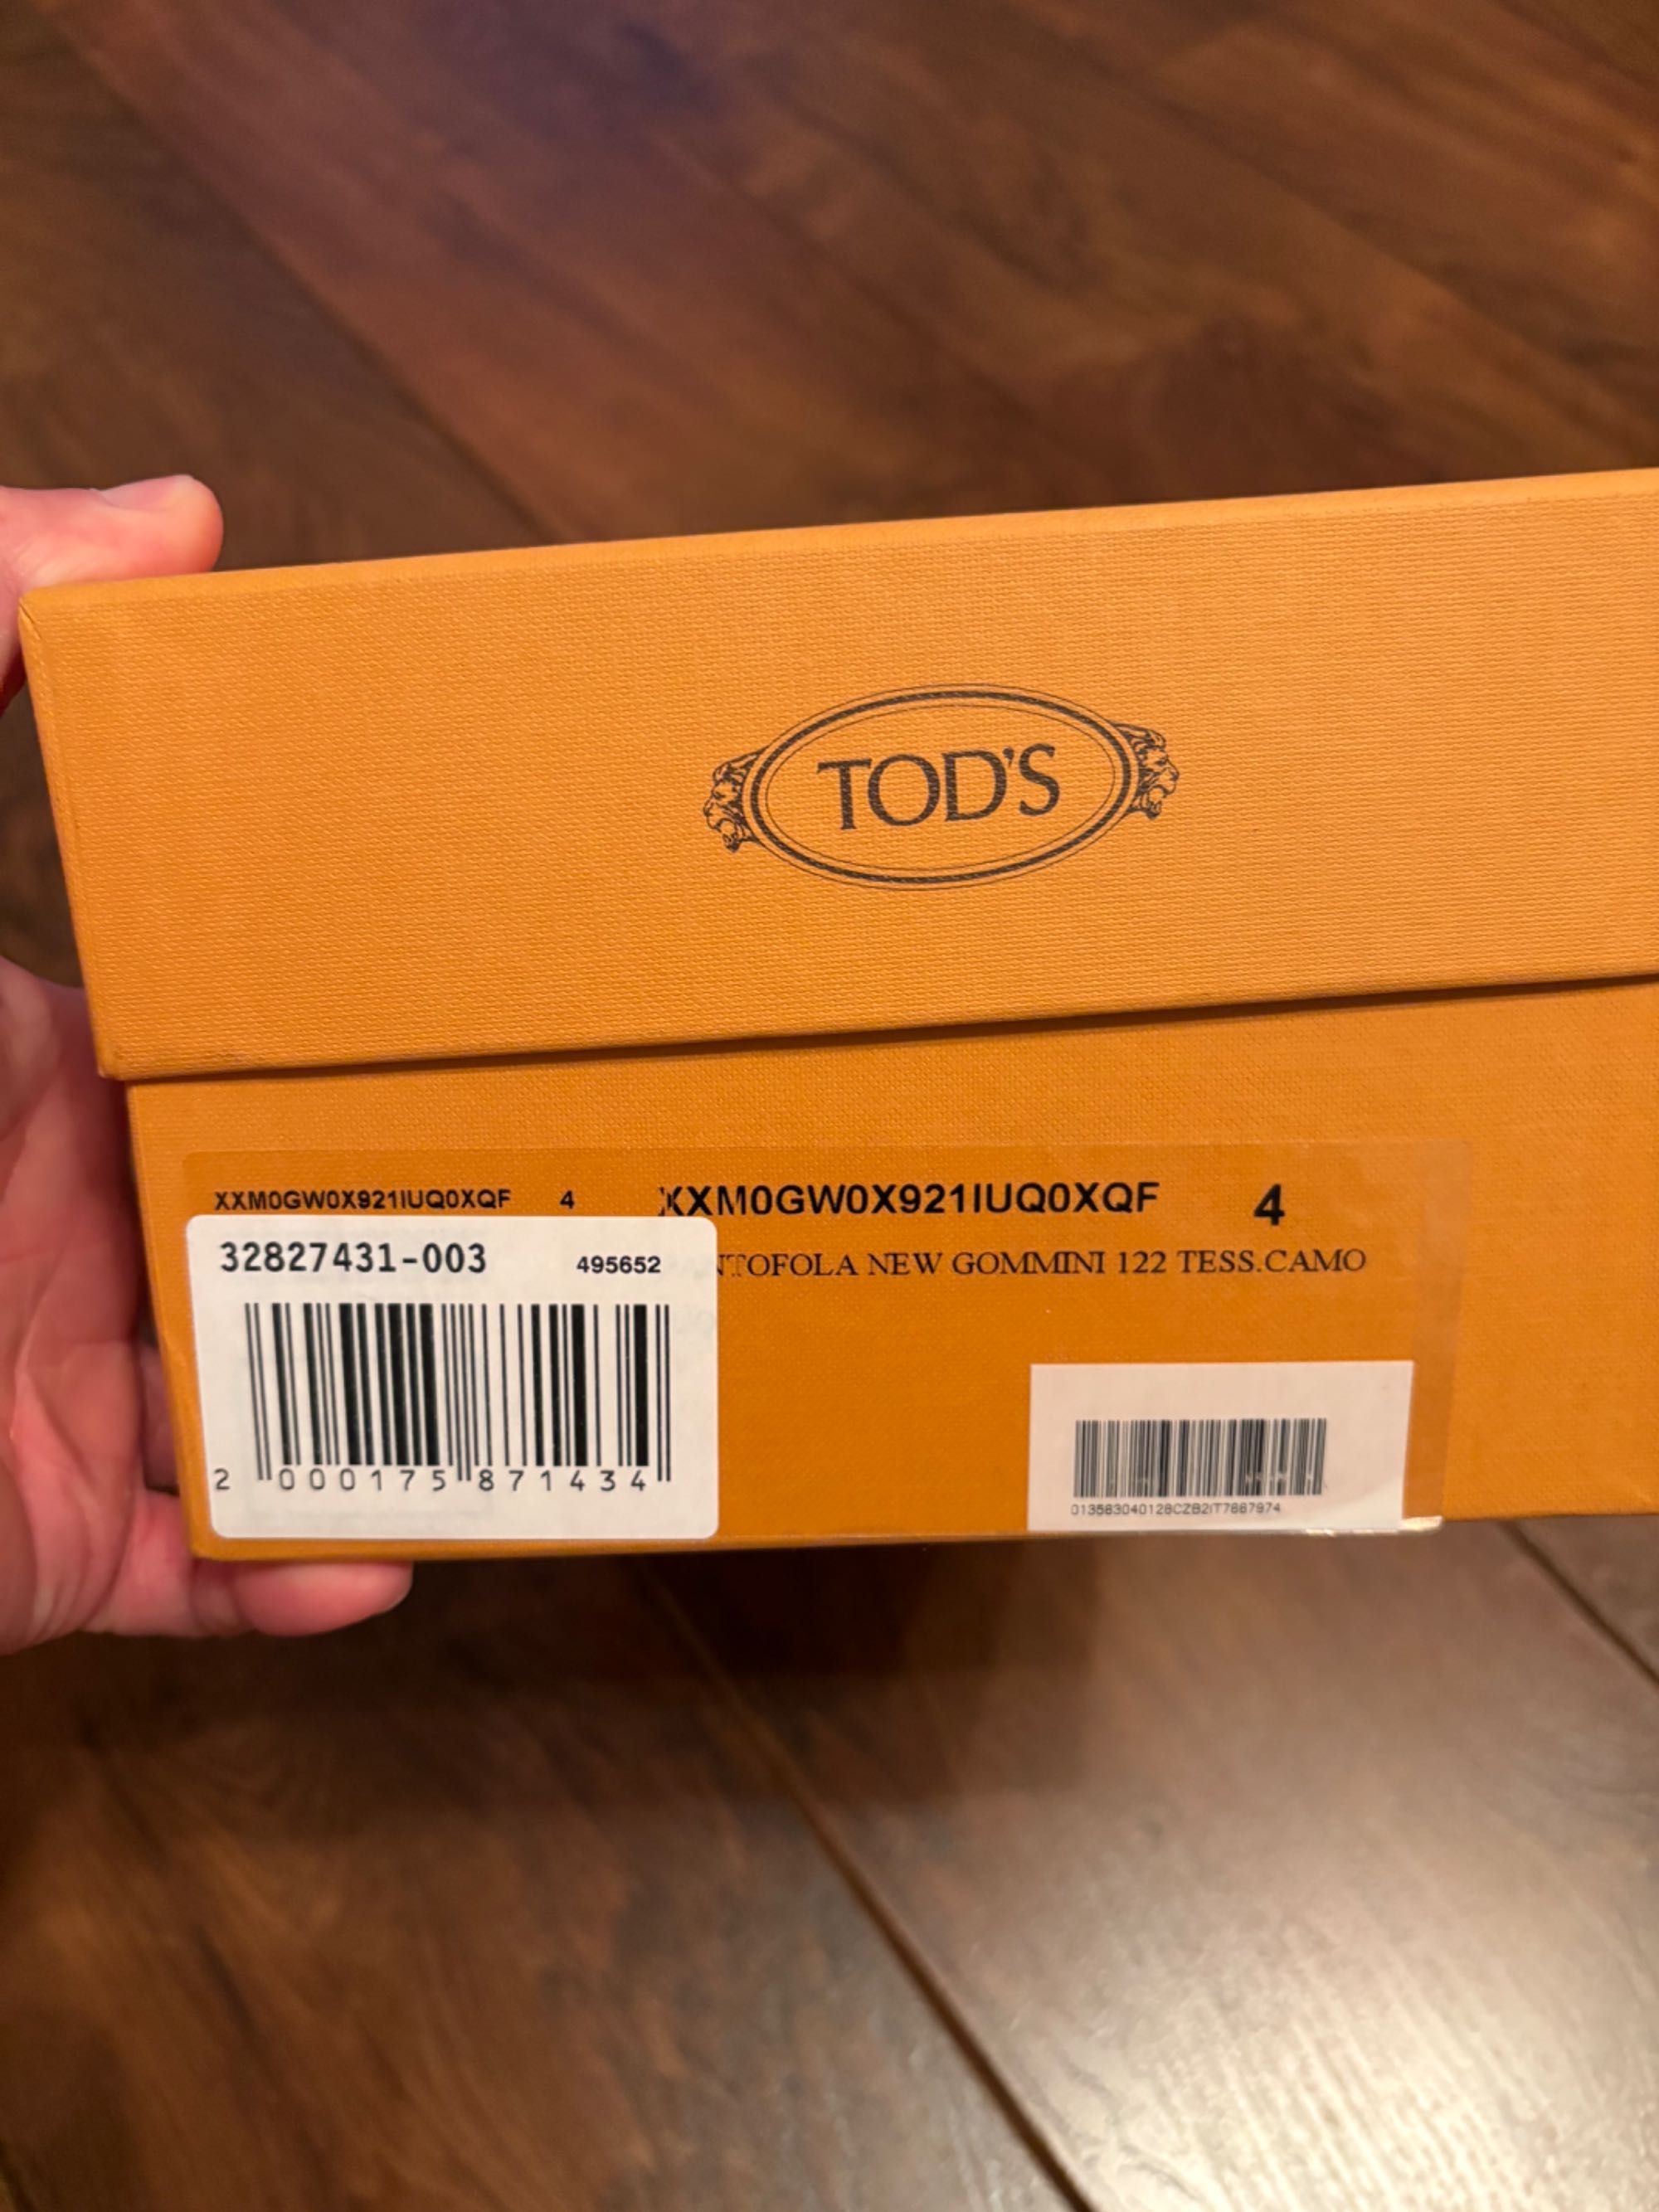 TOD'S
XXM0GW0X921IUQ0XQF 4
XXM0GW0X921IUQ0XQF 4
NTOFOLA NEW GOMMINI 122 TESS.CAMO
32827431-003 495652
2 000175 871434